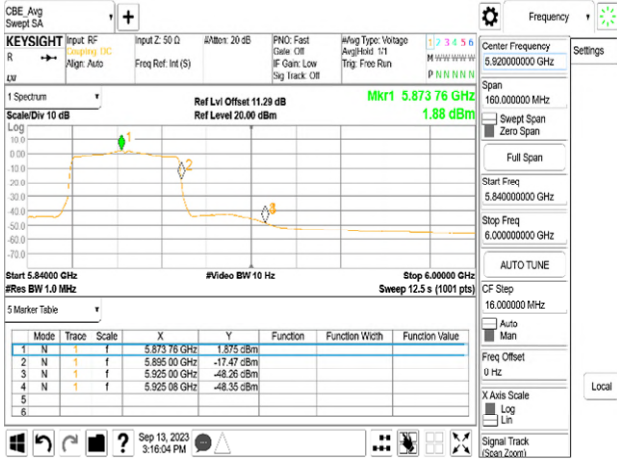 CBE_Avg
Swept SA
Frequency
Settings
KEYSIGHT
R
LXI
Input: RF
Coupling: DC
Align: Auto
Input Z: 50 Ω
Freq Ref: Int (S)
#Atten: 20 dB
PNO: Fast
Gate: Off
IF Gain: Low
Sig Track: Off
#Avg Type: Voltage
Avg|Hold: 1/1
Trig: Free Run
1 2 3 4 5 6
M W W W W W
P N N N N N
1 Spectrum
Scale/Div 10 dB
Log
Ref Lvl Offset 11.29 dB
Ref Level 20.00 dBm
Mkr1 5.873 76 GHz
1.88 dBm
10.0
0.00
-10.0
-20.0
-30.0
-40.0
-50.0
-60.0
-70.0
1
2
Start 5.84000 GHz
#Res BW 1.0 MHz
#Video BW 10 Hz
Stop 6.00000 GHz
Sweep 12.5 s (1001 pts)
5 Marker Table
Mode Trace Scale X Y Function Function Width Function Value
1 N 1 f 5.873 76 GHz 1.875 dBm
2 N 1 f 5.895 00 GHz -17.47 dBm
3 N 1 f 5.925 00 GHz -48.26 dBm
4 N 1 f 5.925 08 GHz -48.35 dBm
5
6
Sep 13, 2023
3:16:04 PM
Center Frequency
5.920000000 GHz
Span
160.000000 MHz
Swept Span
Zero Span
Full Span
Start Freq
5.840000000 GHz
Stop Freq
6.000000000 GHz
AUTO TUNE
CF Step
16.000000 MHz
Auto
Man
Freq Offset
0 Hz
X Axis Scale
Log
Lin
Signal Track
(Span Zoom)
Local